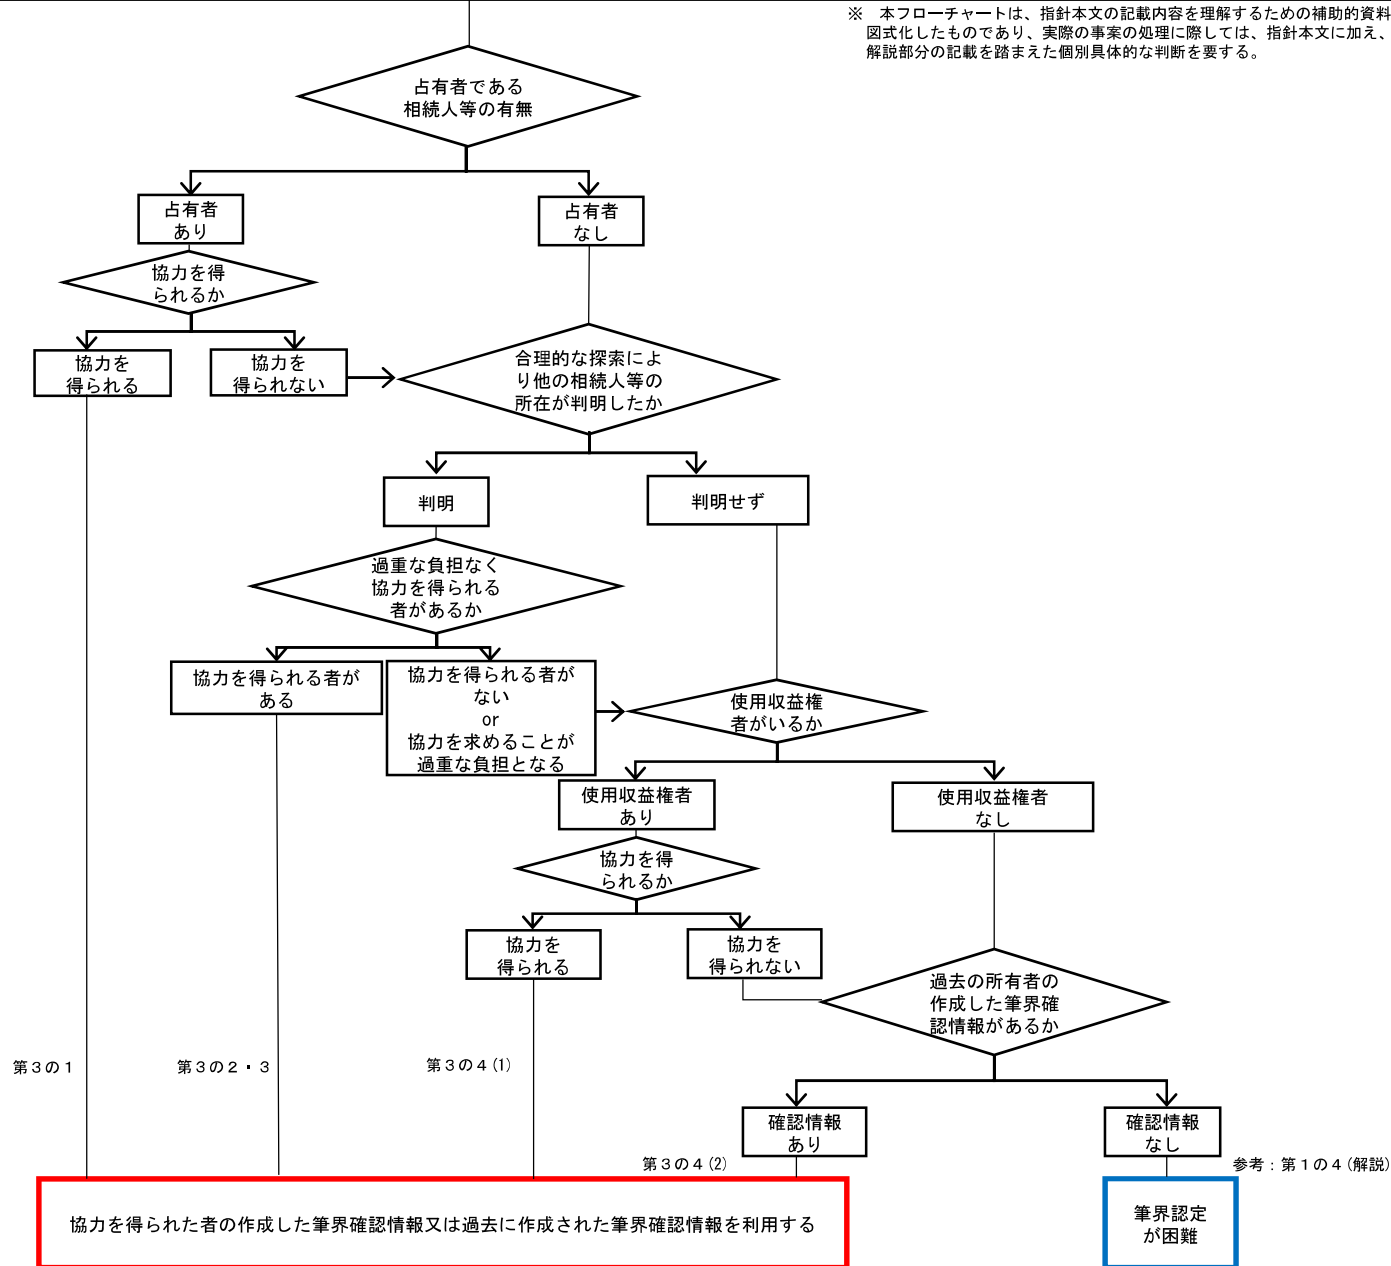 ※　本フローチャートは、指針本文の記載内容を理解するための補助的資料
図式化したものであり、実際の事案の処理に際しては、指針本文に加え、
解説部分の記載を踏まえた個別具体的な判断を要する。
占有者である
相続人等の有無
占有者
あり
占有者
なし
協力を得
られるか
協力を
得られる
協力を
得られない
合理的な探索によ
り他の相続人等の
所在が判明したか
判明
判明せず
過重な負担なく
協力を得られる
者があるか
協力を得られる者が
ある
協力を得られる者が
ない
or
協力を求めることが
過重な負担となる
使用収益権
者がいるか
使用収益権者
あり
使用収益権者
なし
協力を得
られるか
協力を
得られる
協力を
得られない
過去の所有者の
作成した筆界確
認情報があるか
第３の１
第３の２・３
第３の４(1)
確認情報
あり
確認情報
なし
第３の４(2)
参考：第１の４(解説)
協力を得られた者の作成した筆界確認情報又は過去に作成された筆界確認情報を利用する
筆界認定
が困難